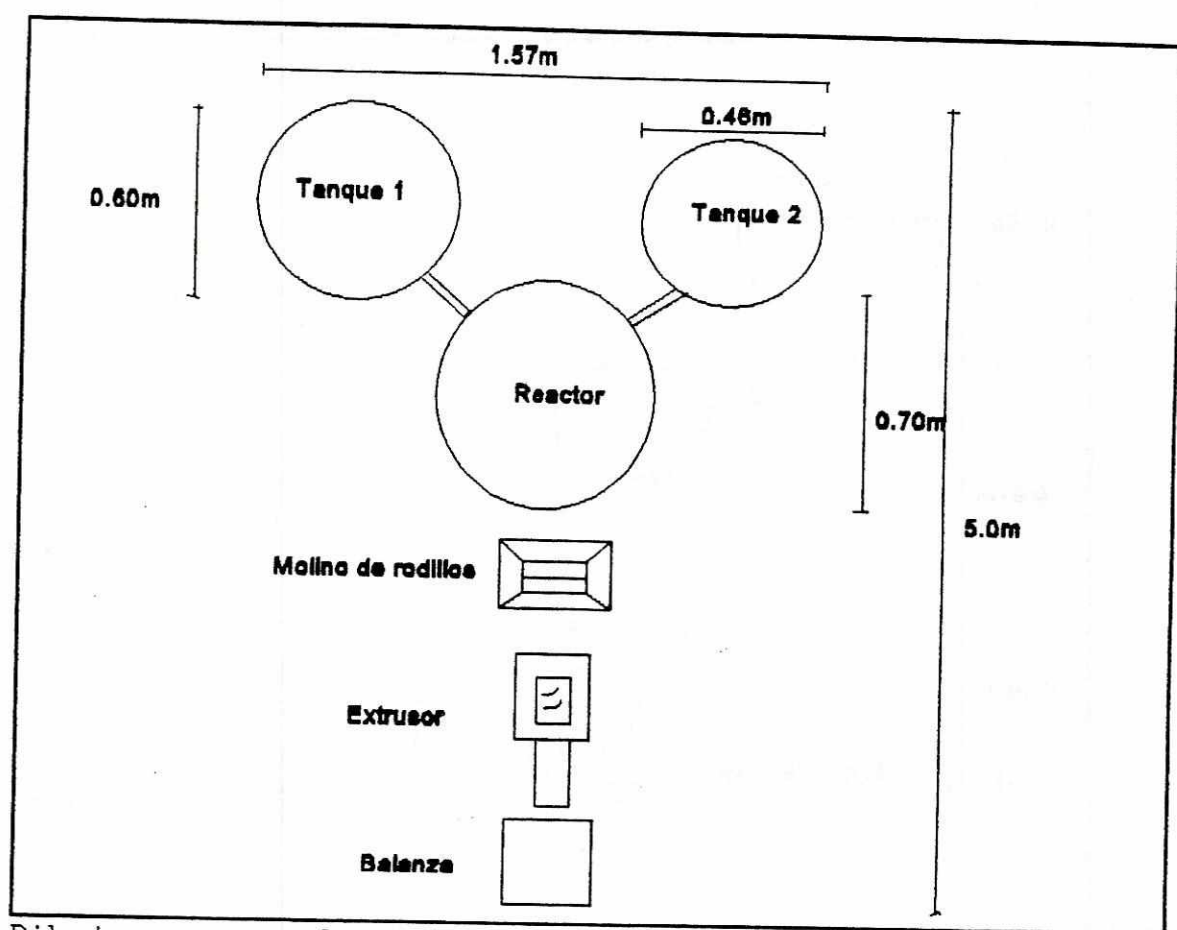 1.57m
0.46m
0.60m
Tanque 1
Tanque 2
Reactor
0.70m
5.0m
Molino de rodillos
Extrusor
Balanza